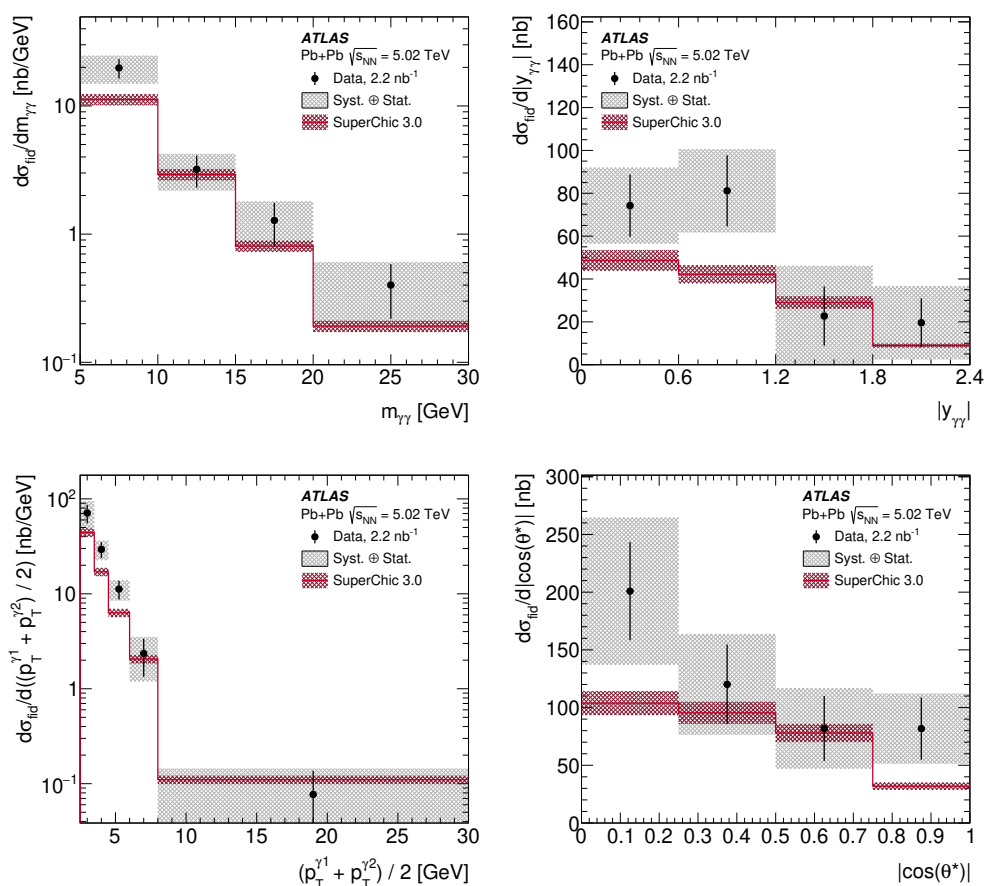 dσfid/dmγγ [nb/GeV]
ATLAS
Pb+Pb √sNN = 5.02 TeV
Data, 2.2 nb⁻¹
Syst. ⊕ Stat.
SuperChic 3.0
10
1
10⁻¹
5 10 15 20 25 30
mγγ [GeV]
dσfid/d|yγγ| [nb]
ATLAS
Pb+Pb √sNN = 5.02 TeV
Data, 2.2 nb⁻¹
Syst. ⊕ Stat.
SuperChic 3.0
160
140
120
100
80
60
40
20
0
0 0.6 1.2 1.8 2.4
|yγγ|
dσfid/d((pTγ1 + pTγ2) / 2) [nb/GeV]
ATLAS
Pb+Pb √sNN = 5.02 TeV
Data, 2.2 nb⁻¹
Syst. ⊕ Stat.
SuperChic 3.0
10²
10
1
10⁻¹
5 10 15 20 25 30
(pTγ1 + pTγ2) / 2 [GeV]
dσfid/d|cos(θ*)| [nb]
ATLAS
Pb+Pb √sNN = 5.02 TeV
Data, 2.2 nb⁻¹
Syst. ⊕ Stat.
SuperChic 3.0
300
250
200
150
100
50
0
0 0.1 0.2 0.3 0.4 0.5 0.6 0.7 0.8 0.9 1
|cos(θ*)|